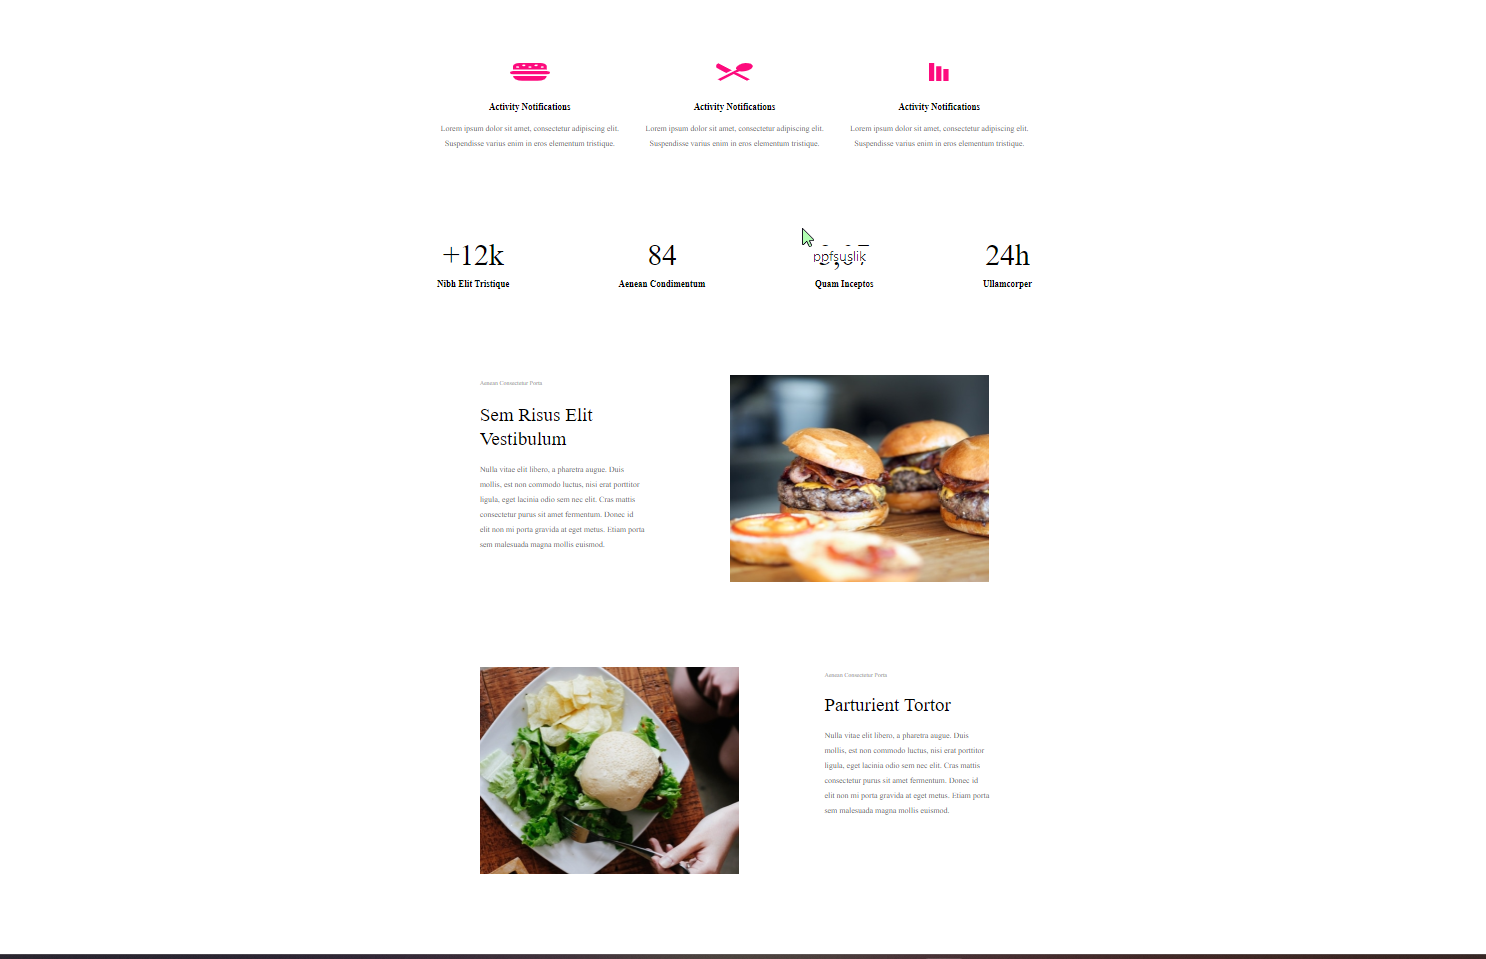 Activity Notifications
Lorem ipsum dolor sit amet, consectetur adipiscing elit.
Suspendisse varius enim in eros elementum tristique.
Activity Notifications
Lorem ipsum dolor sit amet, consectetur adipiscing elit.
Suspendisse varius enim in eros elementum tristique.
Activity Notifications
Lorem ipsum dolor sit amet, consectetur adipiscing elit.
Suspendisse varius enim in eros elementum tristique.
+12k
Nibh Elit Tristique
84
Aenean Condimentum
ppfsuslik
Quam Inceptos
24h
Ullamcorper
Aenean Consectetur Porta
Sem Risus Elit
Vestibulum
Nulla vitae elit libero, a pharetra augue. Duis
mollis, est non commodo luctus, nisi erat porttitor
ligula, eget lacinia odio sem nec elit. Cras mattis
consectetur purus sit amet fermentum. Donec id
elit non mi porta gravida at eget metus. Etiam porta
sem malesuada magna mollis euismod.
Aenean Consectetur Porta
Parturient Tortor
Nulla vitae elit libero, a pharetra augue. Duis
mollis, est non commodo luctus, nisi erat porttitor
ligula, eget lacinia odio sem nec elit. Cras mattis
consectetur purus sit amet fermentum. Donec id
elit non mi porta gravida at eget metus. Etiam porta
sem malesuada magna mollis euismod.